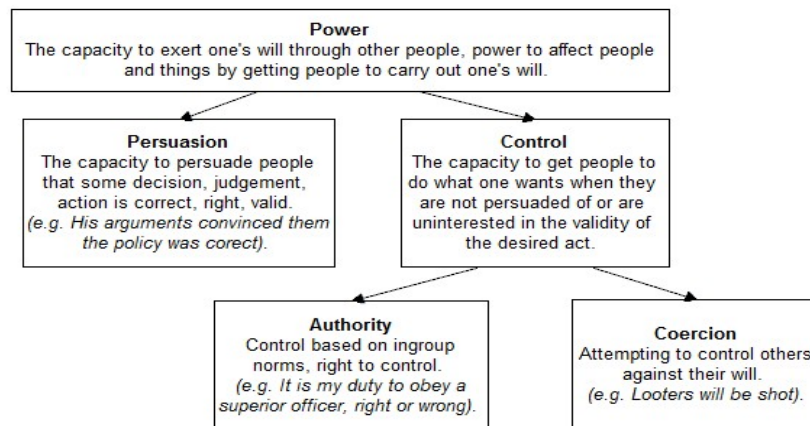 Power
The capacity to exert one's will through other people, power to affect people
and things by getting people to carry out one's will.
Persuasion
The capacity to persuade people
that some decision, judgement,
action is correct, right, valid.
(e.g. His arguments convinced them
the policy was corect).
Control
The capacity to get people to
do what one wants when they
are not persuaded of or are
uninterested in the validity of
the desired act.
Authority
Control based on ingroup
norms, right to control.
(e.g. It is my duty to obey a
superior officer, right or wrong).
Coercion
Attempting to control others
against their will.
(e.g. Looters will be shot).